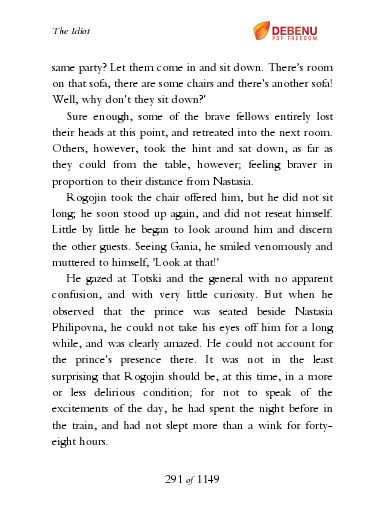 The Idiot
DEBENU
PDF FREEDOM
same party? Let them come in and sit down. There's room
on that sofa, there are some chairs and there's another sofa!
Well, why don't they sit down?'
Sure enough, some of the brave fellows entirely lost
their heads at this point, and retreated into the next room.
Others, however, took the hint and sat down, as far as
they could from the table, however; feeling braver in
proportion to their distance from Nastasia.
Rogojin took the chair offered him, but he did not sit
long; he soon stood up again, and did not reseat himself.
Little by little he began to look around him and discern
the other guests. Seeing Gania, he smiled venomously and
muttered to himself, 'Look at that!'
He gazed at Totski and the general with no apparent
confusion, and with very little curiosity. But when he
observed that the prince was seated beside Nastasia
Philipovna, he could not take his eyes off him for a long
while, and was clearly amazed. He could not account for
the prince's presence there. It was not in the least
surprising that Rogojin should be, at this time, in a more
or less delirious condition; for not to speak of the
excitements of the day, he had spent the night before in
the train, and had not slept more than a wink for forty-
eight hours.
291 of 1149